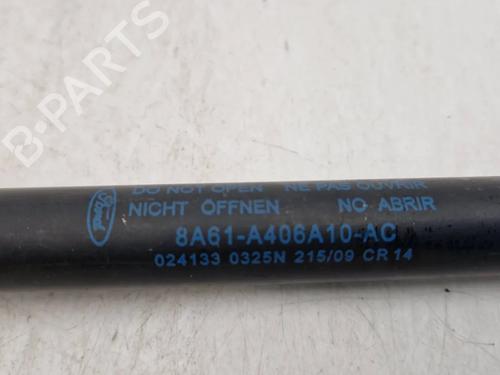 B-PARTS
Ford
DO NOT OPEN NE PAS OUVRIR
NICHT ÖFFNEN NO ABRIR
8A61-A406A10-AC
024133 0325N 215/09 CR 14